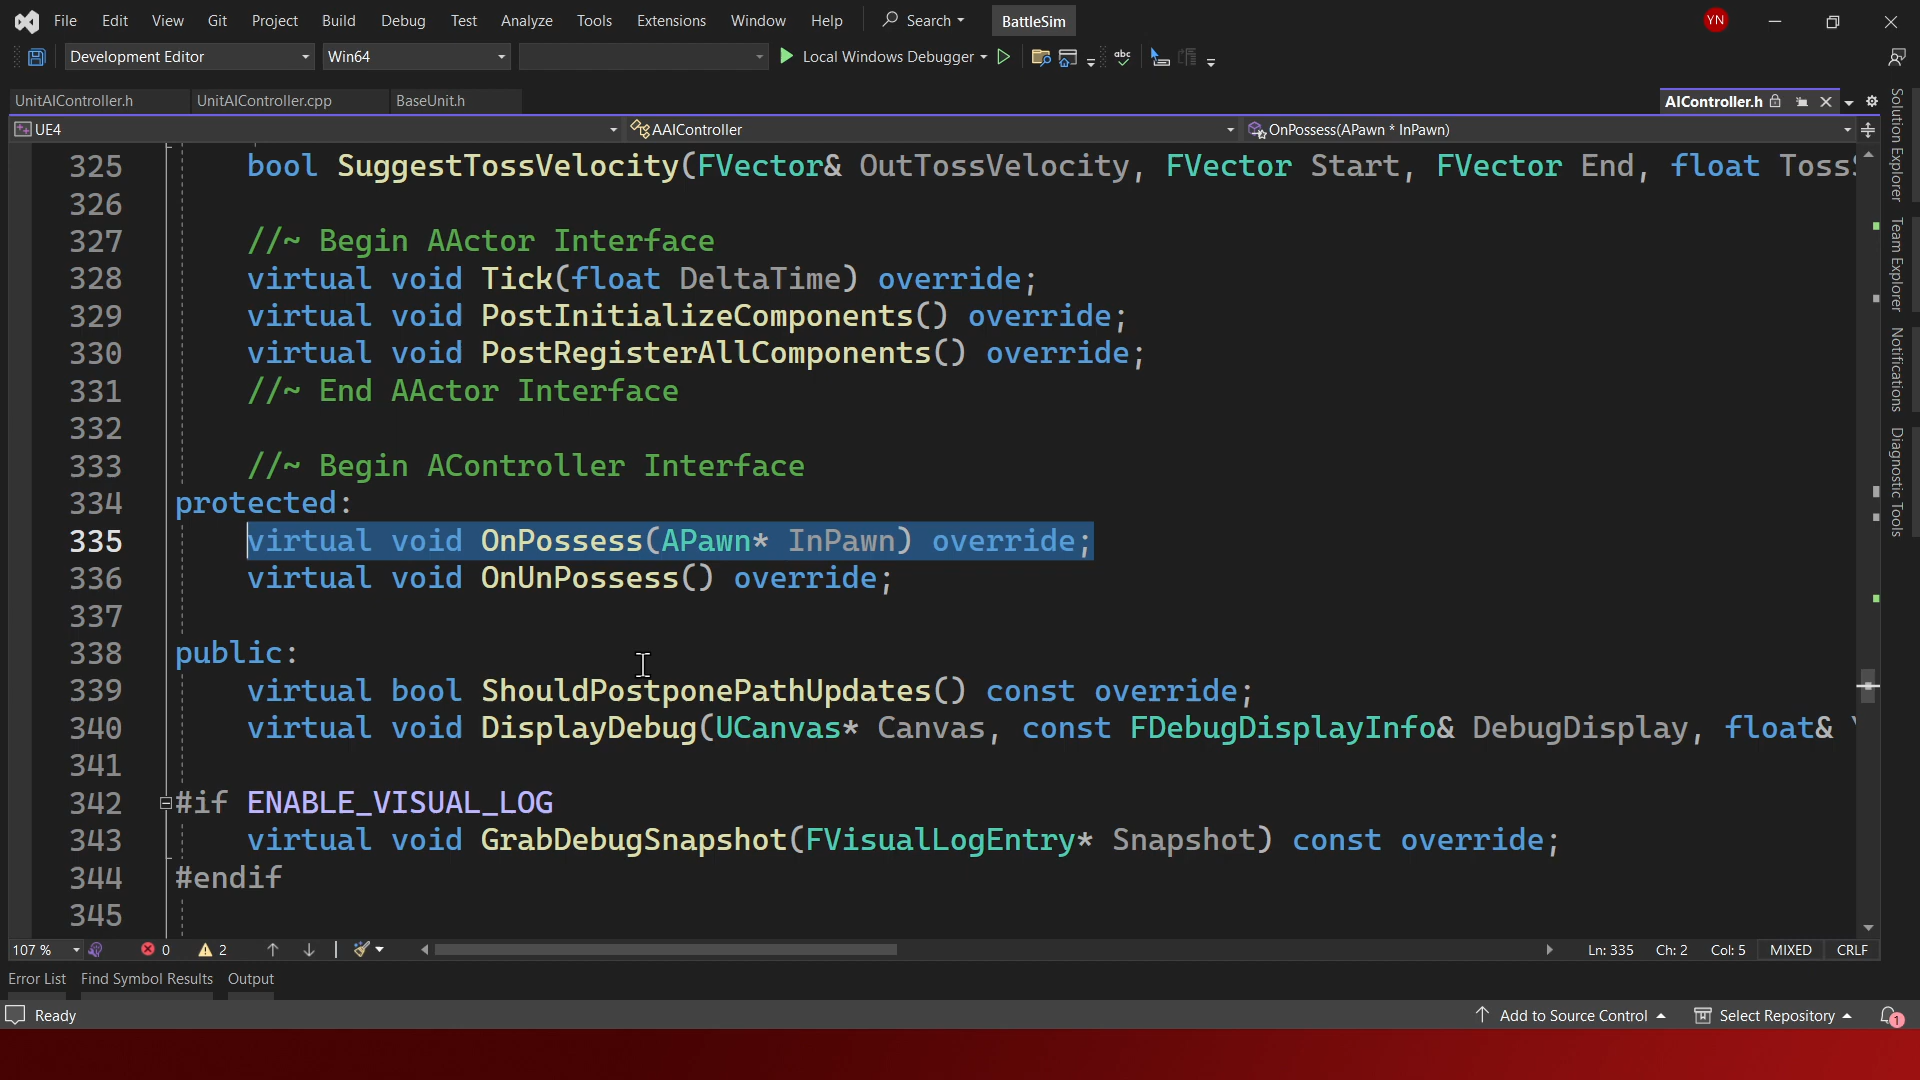 File Edit View Git Project Build Debug Test Analyze Tools Extensions Window Help Search BattleSim YN
Development Editor Win64 Local Windows Debugger
UnitAIController.h UnitAIController.cpp BaseUnit.h AIController.h
UE4 AAIController OnPossess(APawn * InPawn)
325 bool SuggestTossVelocity(FVector& OutTossVelocity, FVector Start, FVector End, float Toss
326
327 //~ Begin AActor Interface
328 virtual void Tick(float DeltaTime) override;
329 virtual void PostInitializeComponents() override;
330 virtual void PostRegisterAllComponents() override;
331 //~ End AActor Interface
332
333 //~ Begin AController Interface
334 protected:
335 virtual void OnPossess(APawn* InPawn) override;
336 virtual void OnUnPossess() override;
337
338 public:
339 virtual bool ShouldPostponePathUpdates() const override;
340 virtual void DisplayDebug(UCanvas* Canvas, const FDebugDisplayInfo& DebugDisplay, float&
341
342 #if ENABLE_VISUAL_LOG
343 virtual void GrabDebugSnapshot(FVisualLogEntry* Snapshot) const override;
344 #endif
345
Solution Explorer
Team Explorer
Notifications
Diagnostic Tools
107 % 0 2 Ln: 335 Ch: 2 Col: 5 MIXED CRLF
Error List Find Symbol Results Output
Ready Add to Source Control Select Repository 1